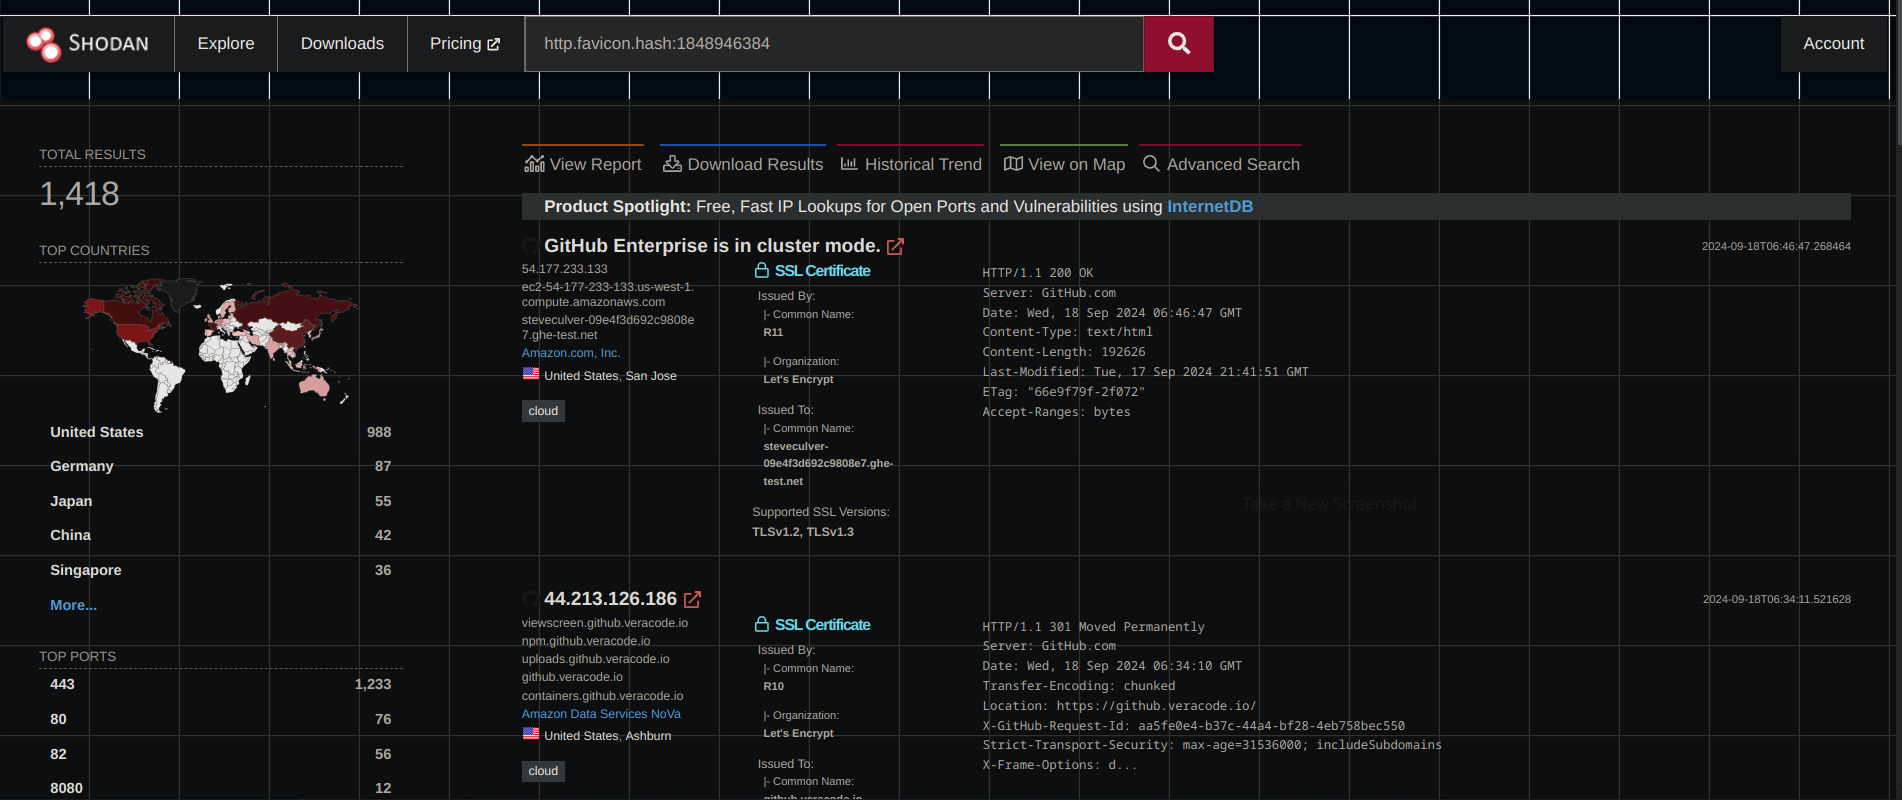 SHODAN
Explore
Downloads
Pricing
http.favicon.hash:1848946384
Account
TOTAL RESULTS
1,418
TOP COUNTRIES
United States 988
Germany 87
Japan 55
China 42
Singapore 36
More...
TOP PORTS
443 1,233
80 76
82 56
8080 12
View Report
Download Results
Historical Trend
View on Map
Advanced Search
Product Spotlight: Free, Fast IP Lookups for Open Ports and Vulnerabilities using InternetDB
GitHub Enterprise is in cluster mode.
2024-09-18T06:46:47.268464
54.177.233.133
ec2-54-177-233-133.us-west-1.
compute.amazonaws.com
steveculver-09e4f3d692c9808e
7.ghe-test.net
Amazon.com, Inc.
United States, San Jose
cloud
SSL Certificate
Issued By:
|- Common Name:
R11
|- Organization:
Let's Encrypt
Issued To:
|- Common Name:
steveculver-
09e4f3d692c9808e7.ghe-
test.net
Supported SSL Versions:
TLSv1.2, TLSv1.3
HTTP/1.1 200 OK
Server: GitHub.com
Date: Wed, 18 Sep 2024 06:46:47 GMT
Content-Type: text/html
Content-Length: 192626
Last-Modified: Tue, 17 Sep 2024 21:41:51 GMT
ETag: "66e9f79f-2f072"
Accept-Ranges: bytes
Take a New Screenshot
44.213.126.186
2024-09-18T06:34:11.521628
viewscreen.github.veracode.io
npm.github.veracode.io
uploads.github.veracode.io
github.veracode.io
containers.github.veracode.io
Amazon Data Services NoVa
United States, Ashburn
cloud
SSL Certificate
Issued By:
|- Common Name:
R10
|- Organization:
Let's Encrypt
Issued To:
|- Common Name:
github.veracode.io
HTTP/1.1 301 Moved Permanently
Server: GitHub.com
Date: Wed, 18 Sep 2024 06:34:10 GMT
Transfer-Encoding: chunked
Location: https://github.veracode.io/
X-GitHub-Request-Id: aa5fe0e4-b37c-44a4-bf28-4eb758bec550
Strict-Transport-Security: max-age=31536000; includeSubdomains
X-Frame-Options: d...